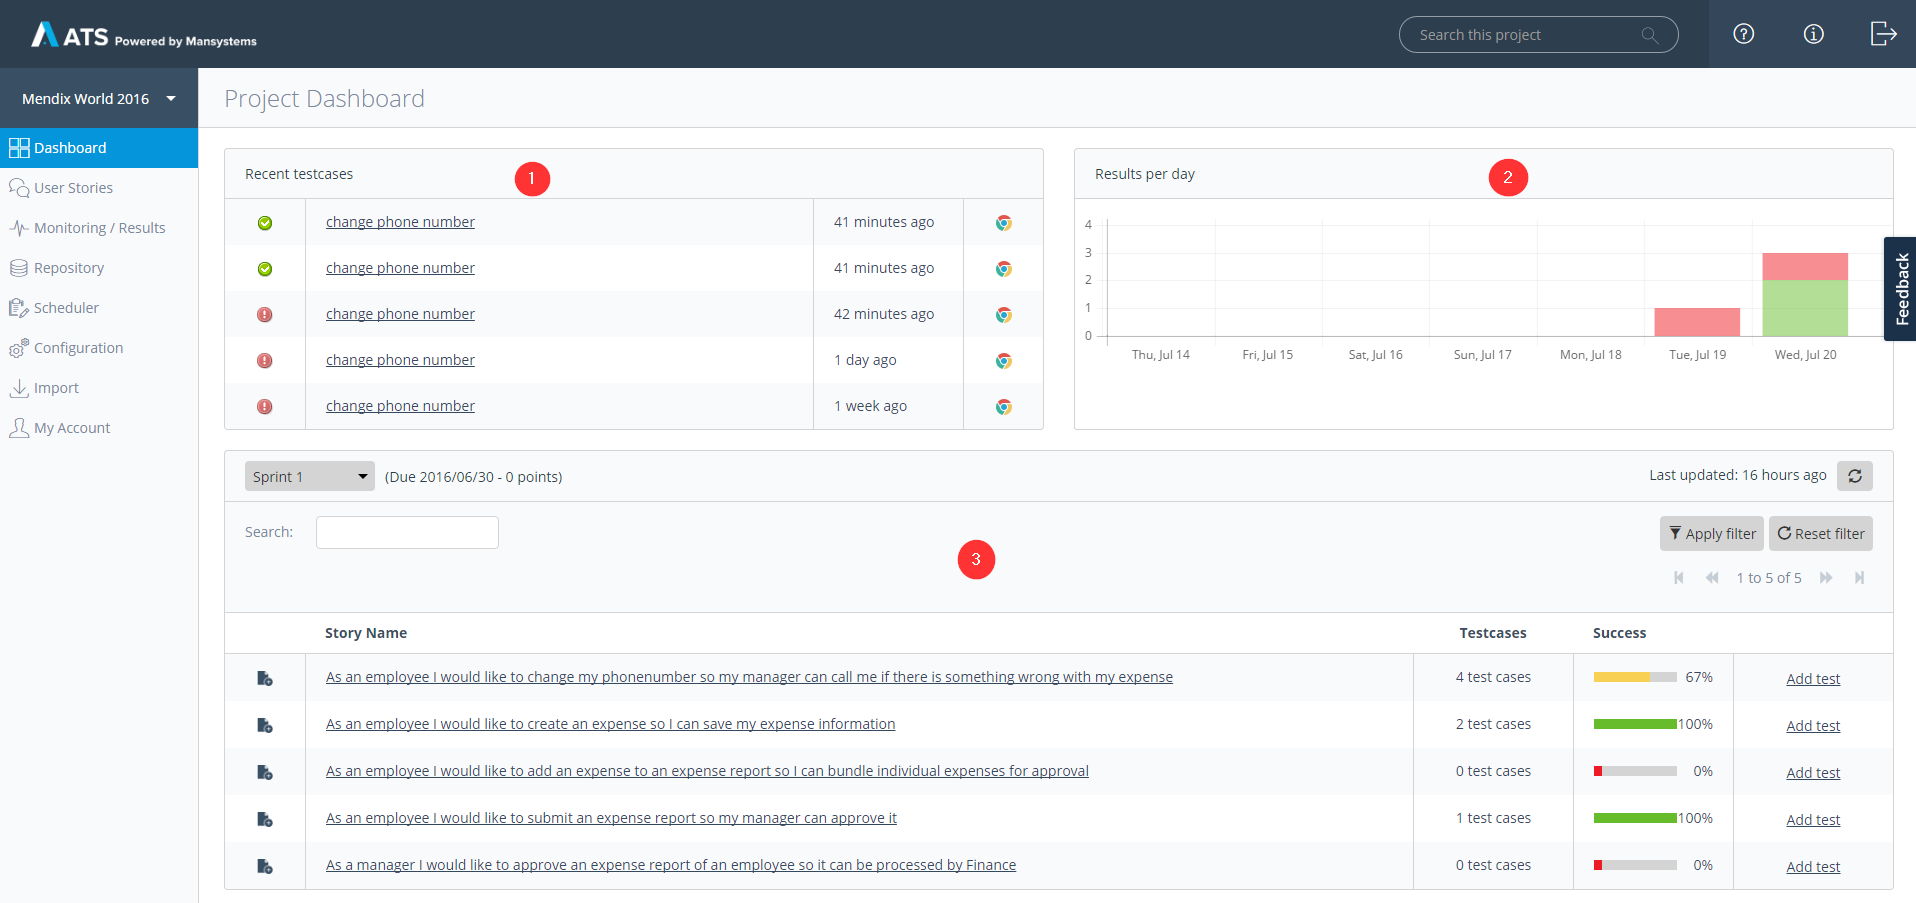 ATS Powered by Mansystems
Search this project
Mendix World 2016
Project Dashboard
Dashboard
User Stories
Monitoring / Results
Repository
Scheduler
Configuration
Import
My Account
Recent testcases
1
change phone number 41 minutes ago
change phone number 41 minutes ago
change phone number 42 minutes ago
change phone number 1 day ago
change phone number 1 week ago
Results per day
2
4
3
2
1
0
Thu, Jul 14 Fri, Jul 15 Sat, Jul 16 Sun, Jul 17 Mon, Jul 18 Tue, Jul 19 Wed, Jul 20
Feedback
Sprint 1 (Due 2016/06/30 - 0 points) Last updated: 16 hours ago
Search: Apply filter Reset filter
3
1 to 5 of 5
Story Name Testcases Success
As an employee I would like to change my phonenumber so my manager can call me if there is something wrong with my expense 4 test cases 67% Add test
As an employee I would like to create an expense so I can save my expense information 2 test cases 100% Add test
As an employee I would like to add an expense to an expense report so I can bundle individual expenses for approval 0 test cases 0% Add test
As an employee I would like to submit an expense report so my manager can approve it 1 test cases 100% Add test
As a manager I would like to approve an expense report of an employee so it can be processed by Finance 0 test cases 0% Add test